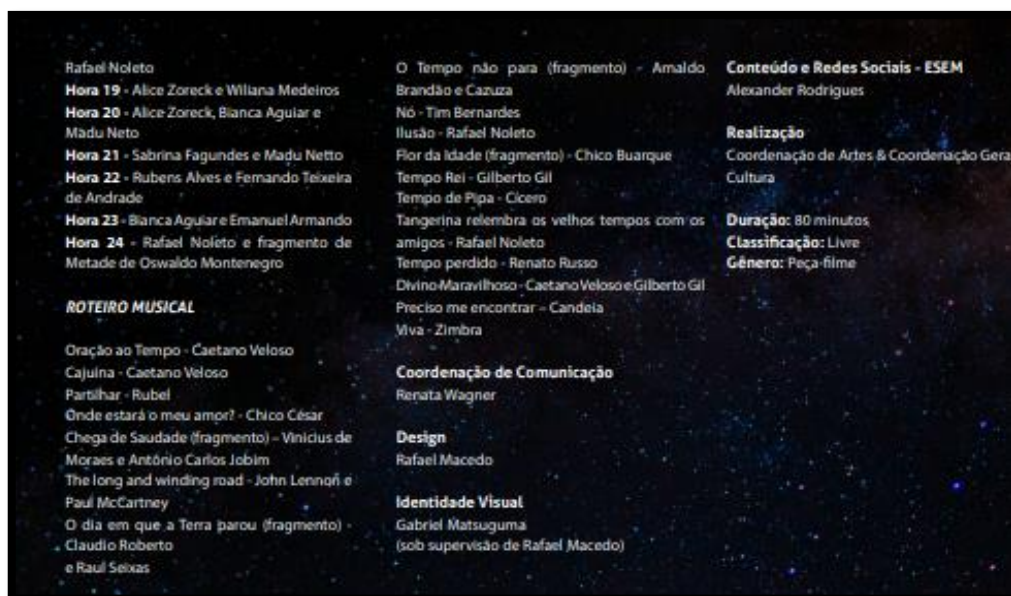 Rafael Noleto
Hora 19 - Alice Zoreck e Wiliana Medeiros
Hora 20 - Alice Zoreck, Bianca Aguiar e
Madu Neto
Hora 21 - Sabrina Fagundes e Madu Netto
Hora 22 - Rubens Alves e Fernando Teixeira
de Andrade
Hora 23 - Bianca Aguiar e Emanuel Armando
Hora 24 - Rafael Noleto e fragmento de
Metade de Oswaldo Montenegro
ROTEIRO MUSICAL
Oração ao Tempo - Caetano Veloso
Cajuina - Caetano Veloso
Partilhar - Rubel
Onde estará o meu amor? - Chico César
Chega de Saudade (fragmento) – Vinicius de
Moraes e Antônio Carlos Jobim
The long and winding road - John Lennon e
Paul McCartney
O dia em que a Terra parou (fragmento) -
Claudio Roberto
e Raul Seixas
O Tempo não para (fragmento) - Arnaldo
Brandão e Cazuza
Nó - Tim Bernardes
Ilusão - Rafael Noleto
Flor da Idade (fragmento) - Chico Buarque
Tempo Rei - Gilberto Gil
Tempo de Pipa - Cícero
Tangerina relembra os velhos tempos com os
amigos - Rafael Noleto
Tempo perdido - Renato Russo
Divino Maravilhoso - Caetano Veloso e Gilberto Gil
Preciso me encontrar – Candeia
Viva - Zimbra
Coordenação de Comunicação
Renata Wagner
Design
Rafael Macedo
Identidade Visual
Gabriel Matsuguma
(sob supervisão de Rafael Macedo)
Conteúdo e Redes Sociais - ESEM
Alexander Rodrigues
Realização
Coordenação de Artes & Coordenação Gera
Cultura
Duração: 80 minutos
Classificação: Livre
Gênero: Peça-filme